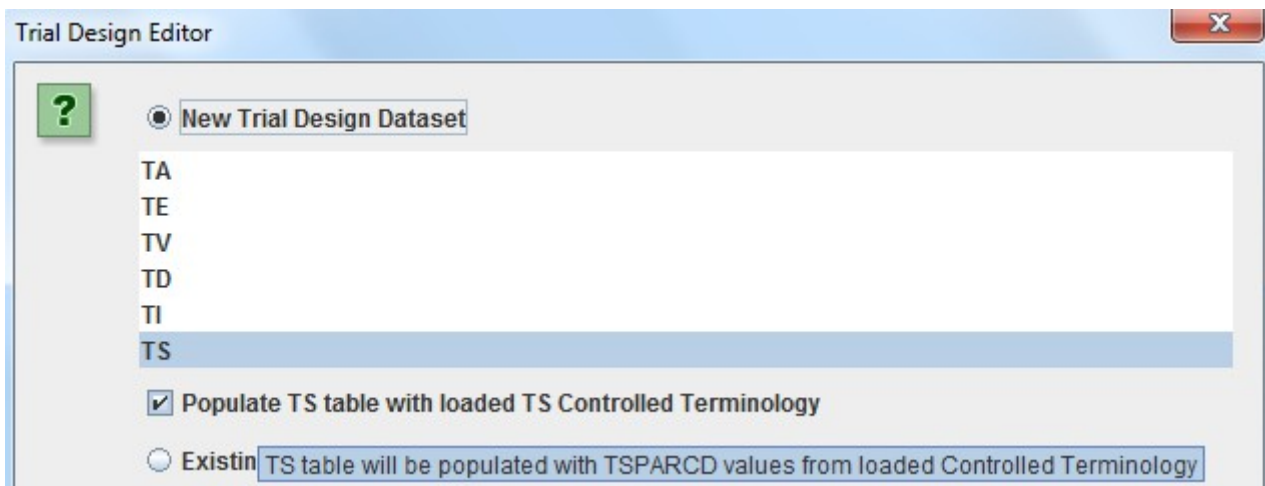 Trial Design Editor
New Trial Design Dataset
TA
TE
TV
TD
TI
TS
Populate TS table with loaded TS Controlled Terminology
Existin
TS table will be populated with TSPARCD values from loaded Controlled Terminology